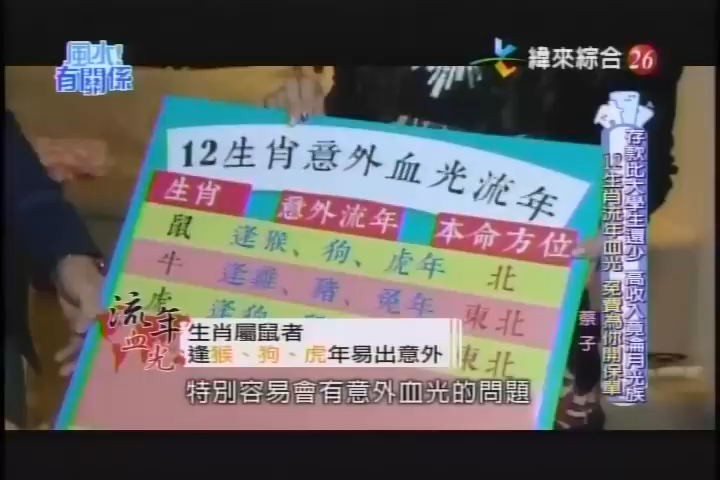 風水!
有關係
緯來綜合 26
12生肖意外血光流年
生肖 意外流年 本命方位
鼠 逢猴、狗、虎年 北
牛 逢雞、豬、兔年 東北
虎 逢狗、 東北
存款比大學生還少 高收入竟淪月光族
12生肖流年血光 免費為你開保單
蔡子
流年
血光
生肖屬鼠者
逢猴、狗、虎年易出意外
特別容易會有意外血光的問題